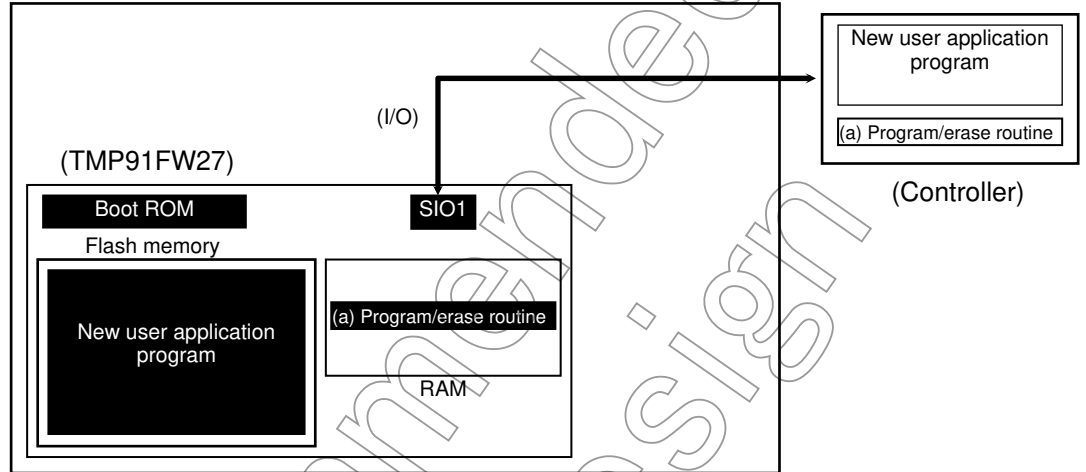 New user application
program
(I/O)
(a) Program/erase routine
(TMP91FW27)
(Controller)
Boot ROM
SIO1
Flash memory
(a) Program/erase routine
New user application
program
RAM